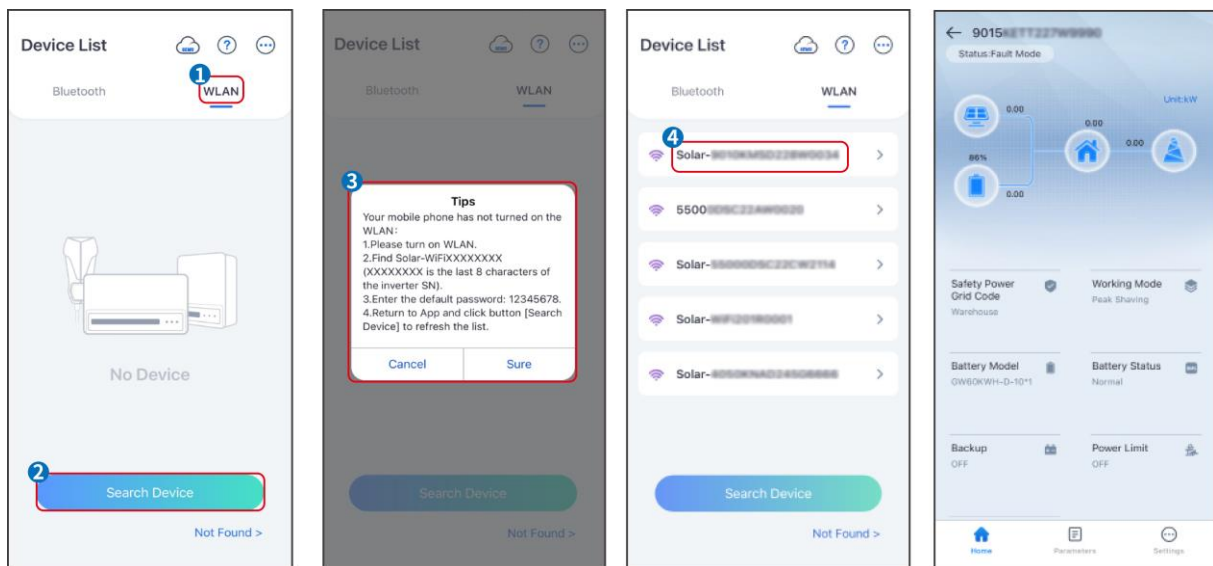 Device List
?
Bluetooth
WLAN
1
No Device
2
Search Device
Not Found >
Device List
?
Bluetooth
WLAN
3
Tips
Your mobile phone has not turned on the
WLAN:
1.Please turn on WLAN.
2.Find Solar-WiFiXXXXXXXX
(XXXXXXXX is the last 8 characters of
the inverter SN).
3.Enter the default password: 12345678.
4.Return to App and click button [Search
Device] to refresh the list.
Cancel
Sure
Search Device
Not Found >
Device List
?
Bluetooth
WLAN
4
Solar-
5500
Solar-
Solar-
Solar-
Search Device
Not Found >
9015
Status:Fault Mode
Unit:kW
0.00
0.00
0.00
86%
0.00
Safety Power
Grid Code
Warehouse
Working Mode
Peak Shaving
Battery Model
GW60KWH-D-10*1
Battery Status
Normal
Backup
OFF
Power Limit
OFF
Home
Parameters
Settings